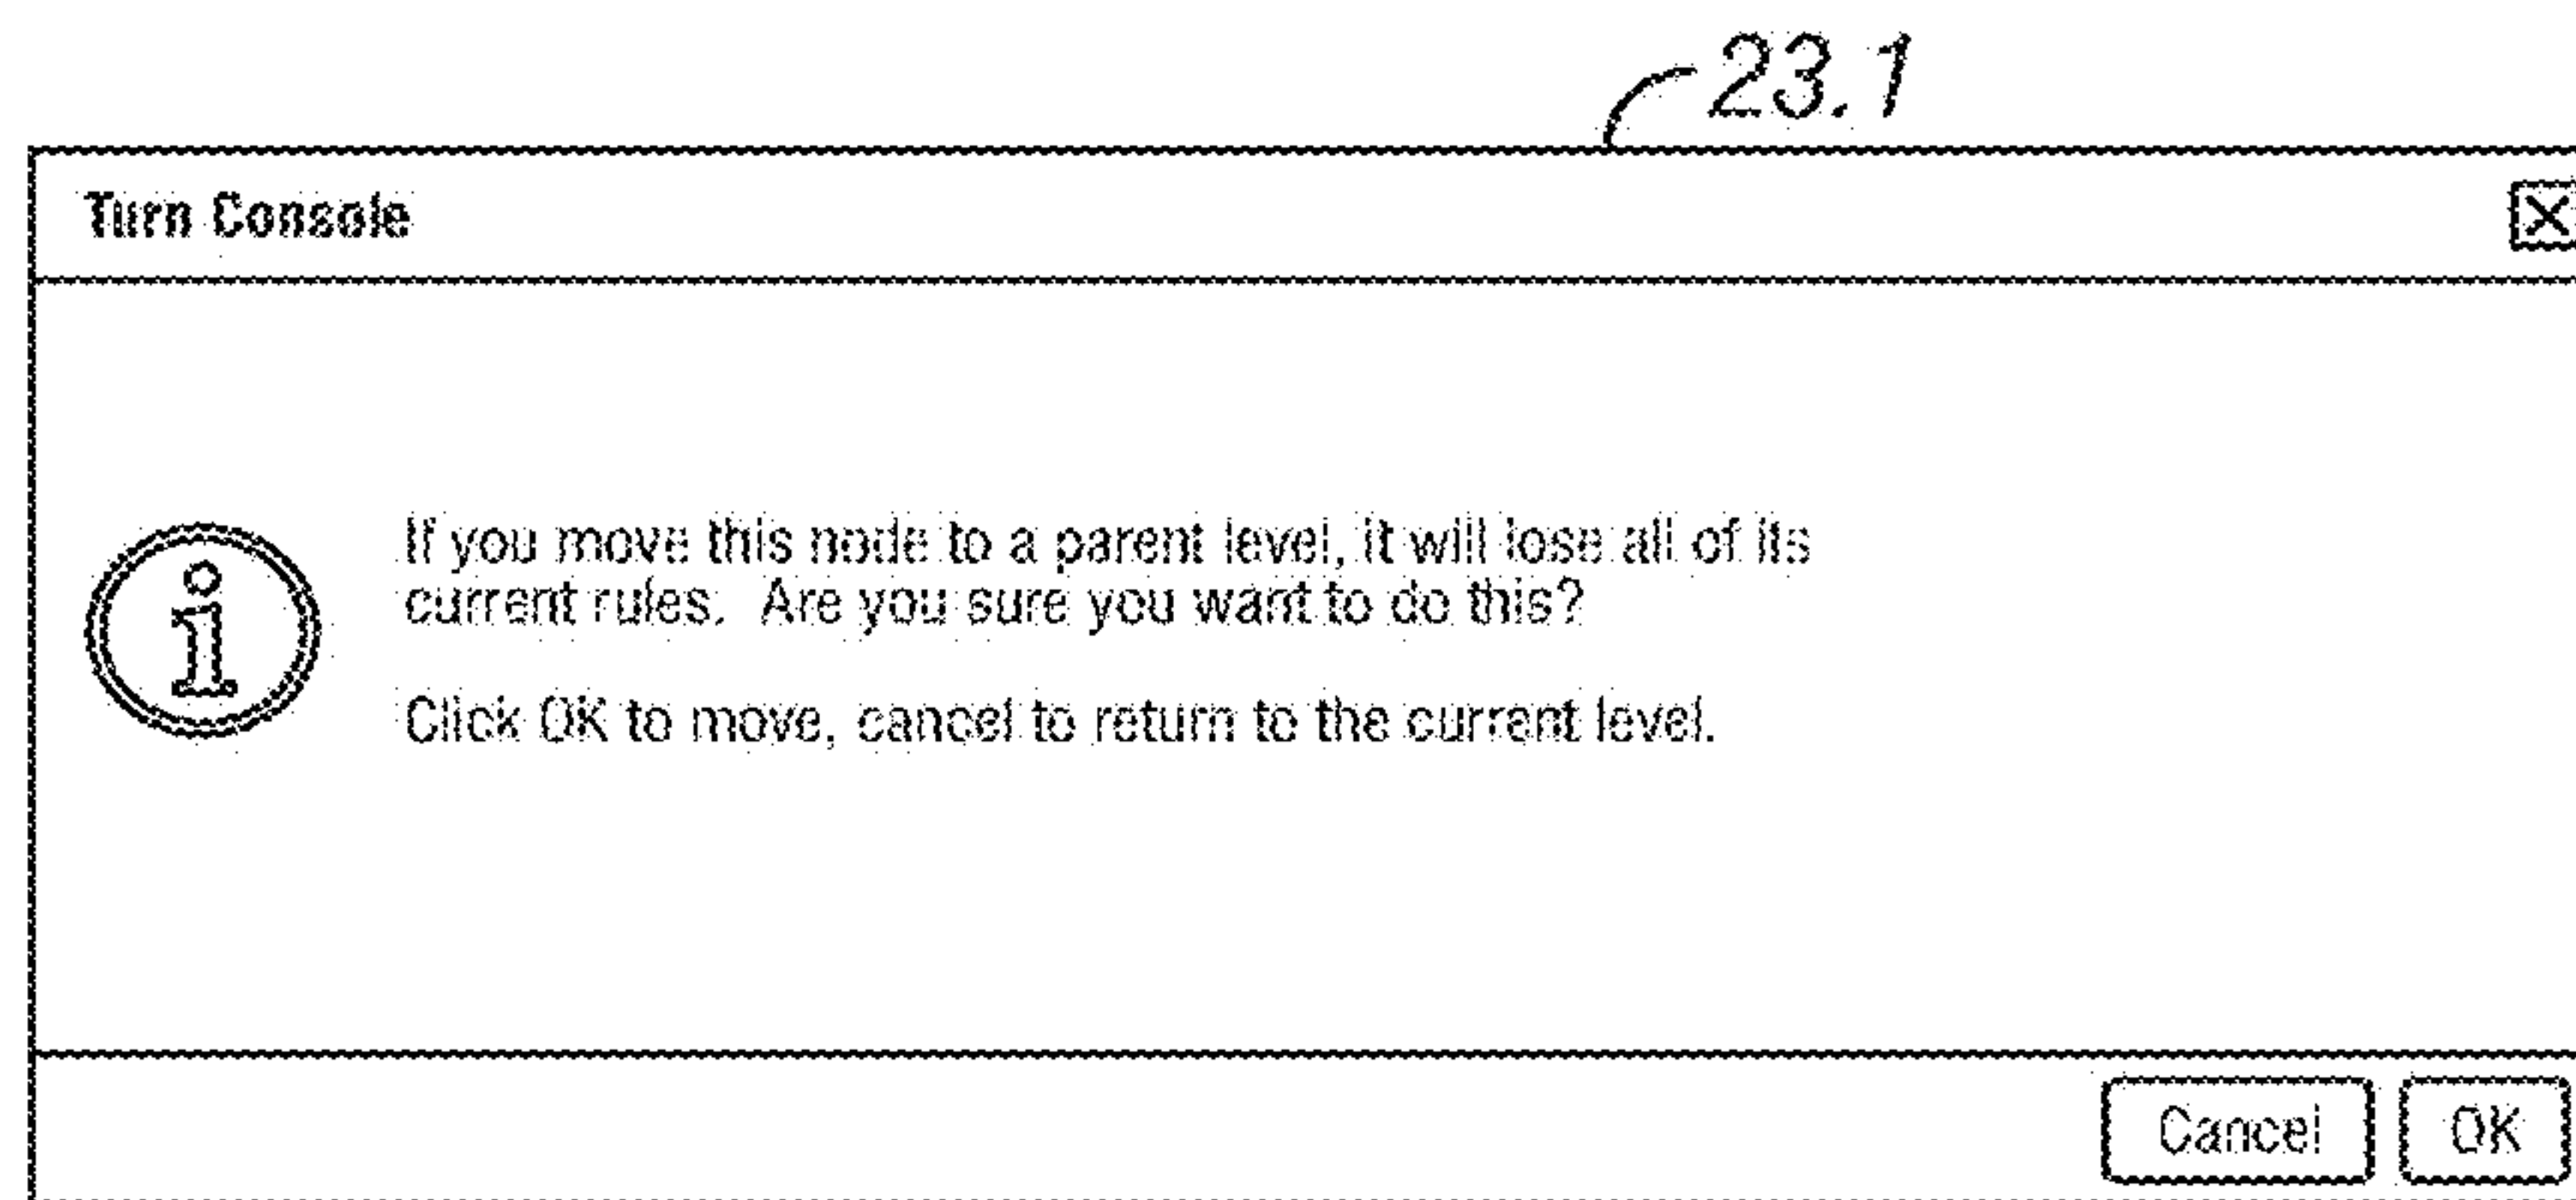 23.1
Turn Console
If you move this node to a parent level, it will lose all of its
current rules. Are you sure you want to do this?
Click OK to move, cancel to return to the current level.
Cancel OK